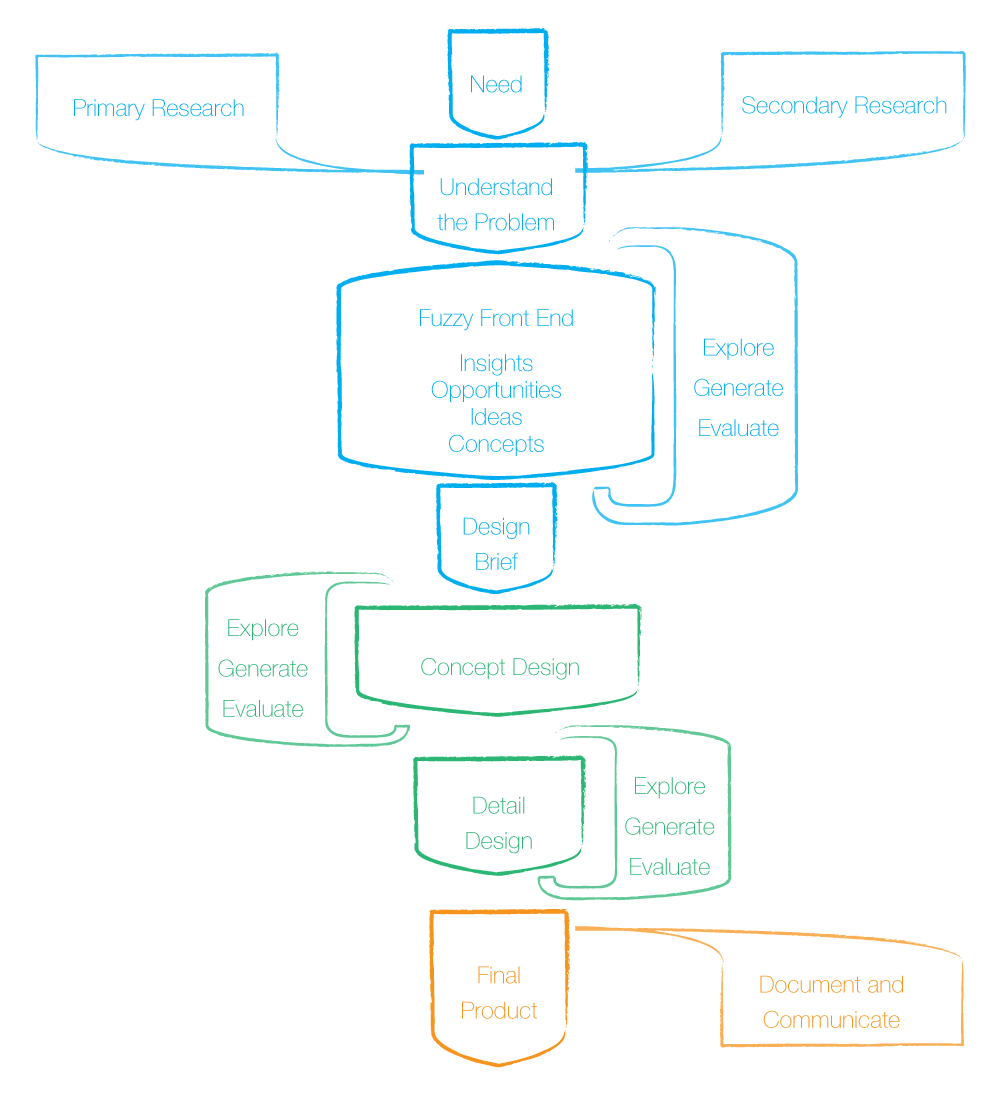 Need
Primary Research
Secondary Research
Understand
the Problem
Fuzzy Front End
Insights
Opportunities
Ideas
Concepts
Explore
Generate
Evaluate
Design
Brief
Explore
Generate
Evaluate
Concept Design
Detail
Design
Explore
Generate
Evaluate
Final
Product
Document and
Communicate